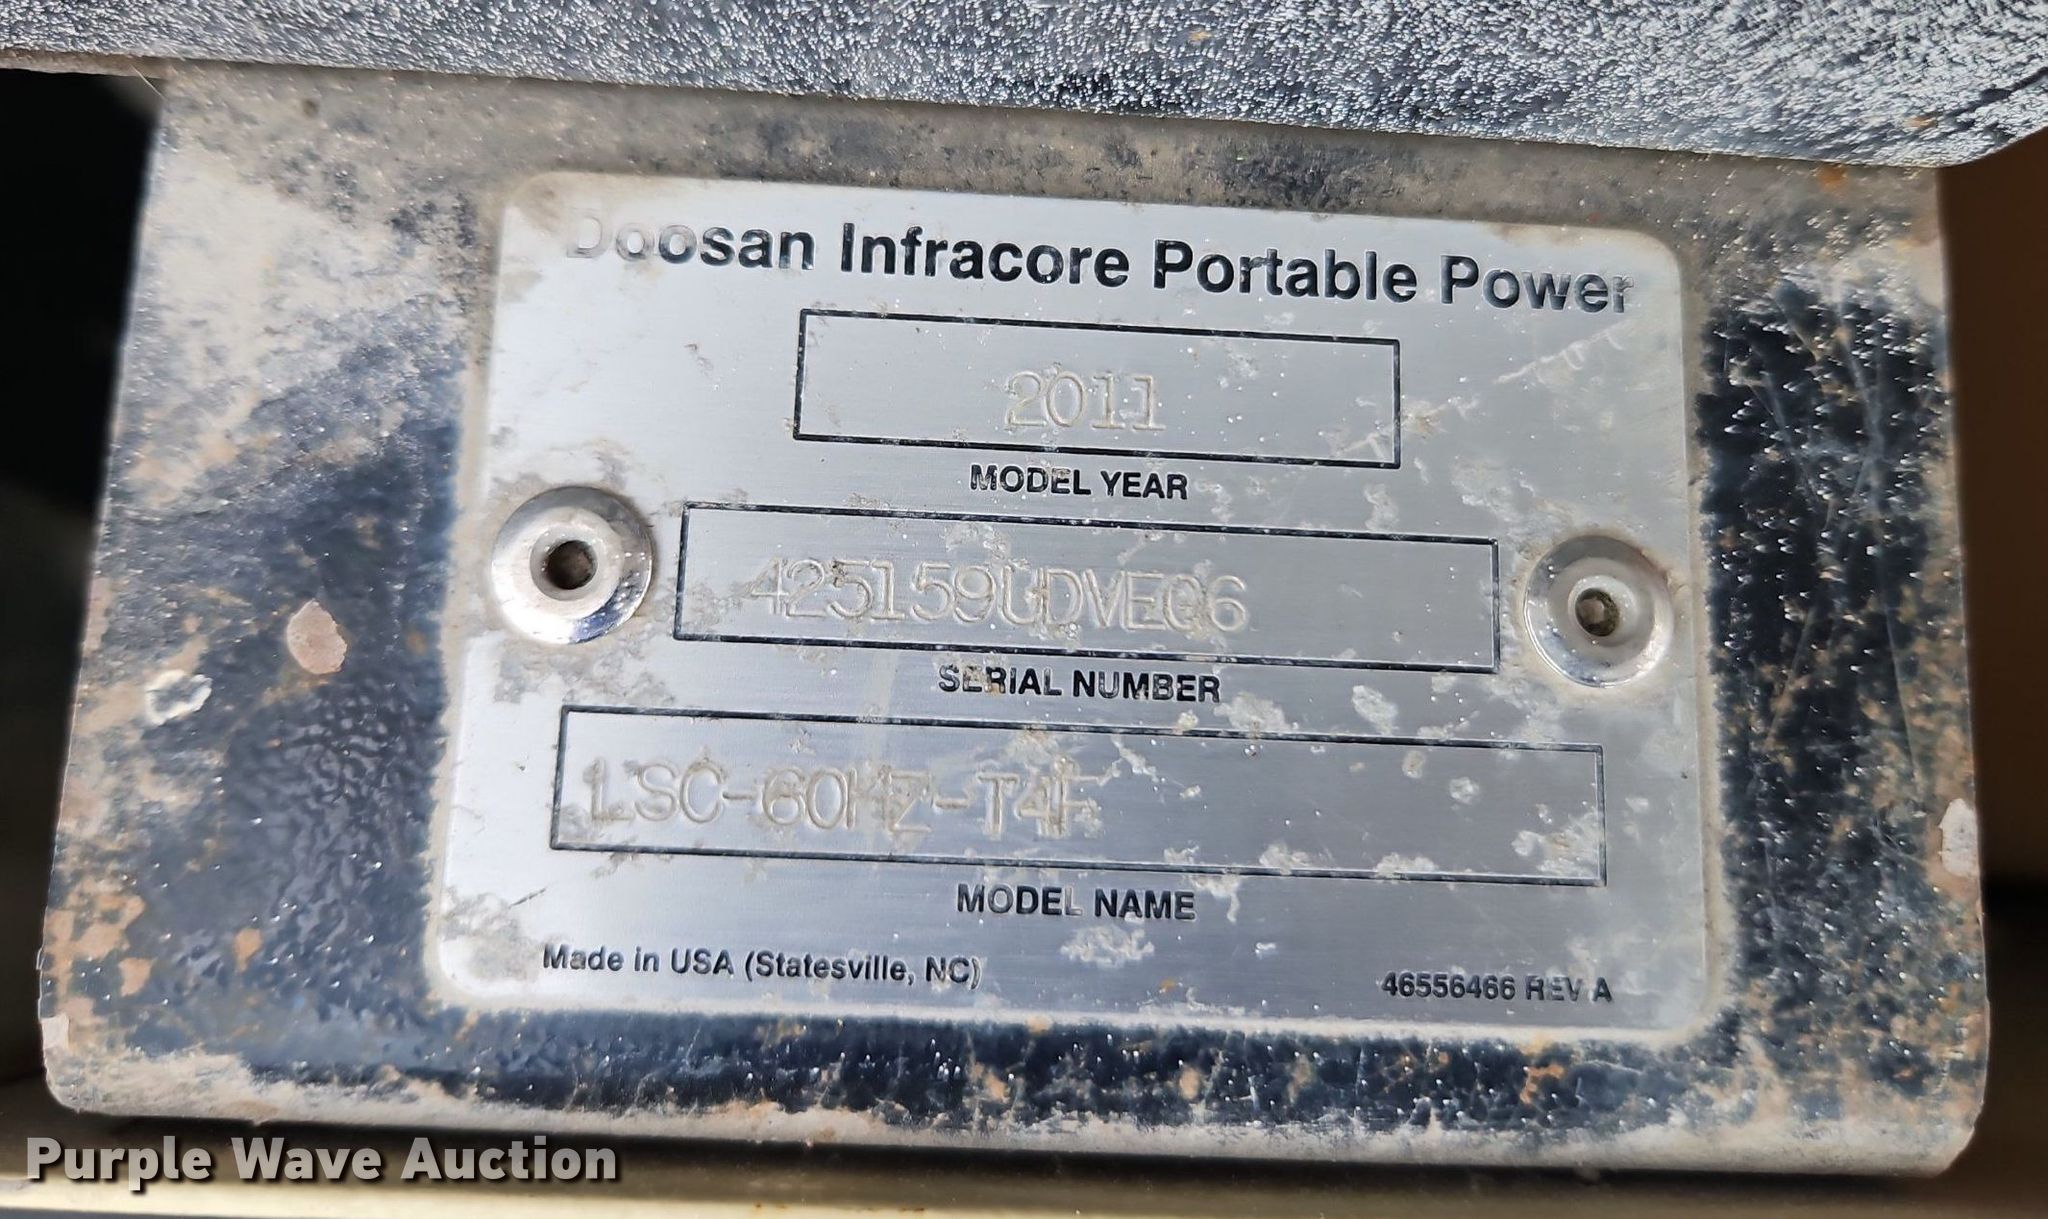 Doosan Infracore Portable Power
2011
MODEL YEAR
425159UDVE06
SERIAL NUMBER
LSC-60HZ-T4F
MODEL NAME
Made in USA (Statesville, NC)
46556466 REV A
Purple Wave Auction